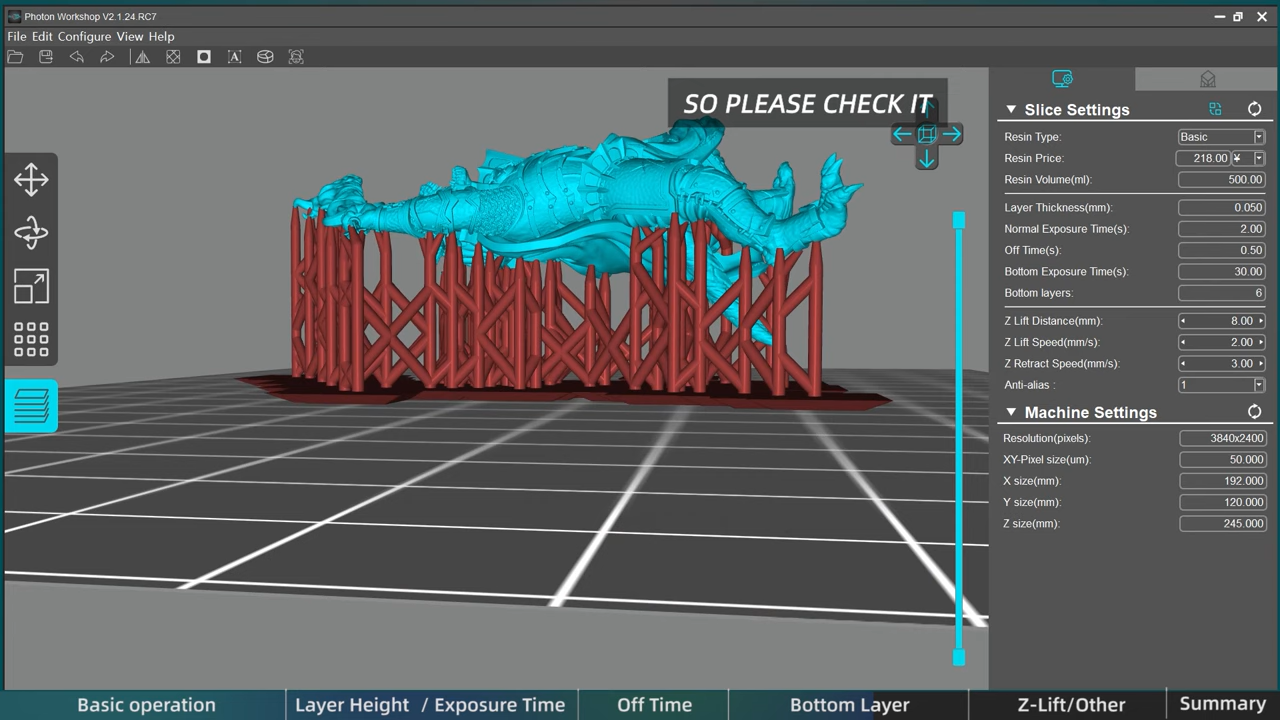 Photon Workshop V2.1.24.RC7
File Edit Configure View Help
A
SO PLEASE CHECK IT
Slice Settings
Resin Type: Basic
Resin Price: 218.00 ¥
Resin Volume(ml): 500.00
Layer Thickness(mm): 0.050
Normal Exposure Time(s): 2.00
Off Time(s): 0.50
Bottom Exposure Time(s): 30.00
Bottom layers: 6
Z Lift Distance(mm): 8.00
Z Lift Speed(mm/s): 2.00
Z Retract Speed(mm/s): 3.00
Anti-alias : 1
Machine Settings
Resolution(pixels): 3840x2400
XY-Pixel size(um): 50.000
X size(mm): 192.000
Y size(mm): 120.000
Z size(mm): 245.000
Basic operation Layer Height / Exposure Time Off Time Bottom Layer Z-Lift/Other Summary